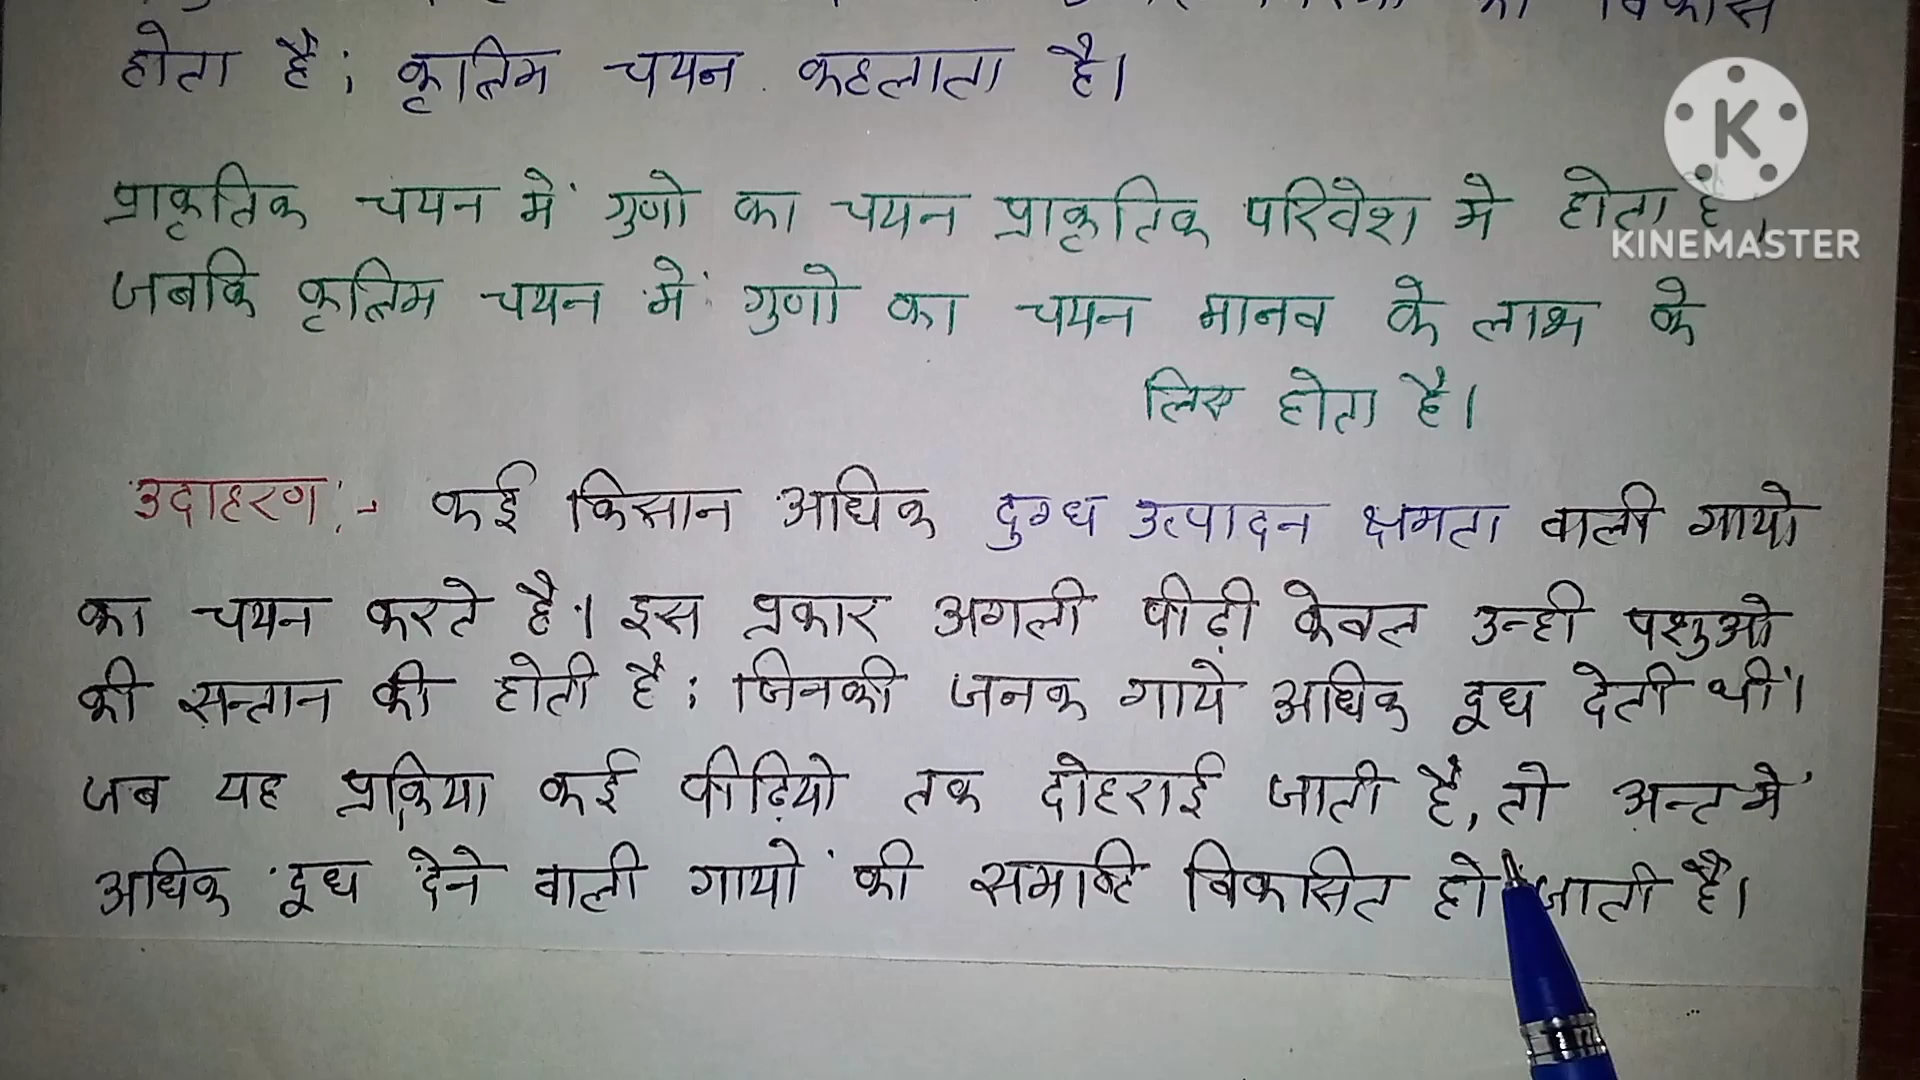 विकास
होता है; कृत्रिम चयन कहलाता है।
K
KINEMASTER
प्राकृतिक चयन में गुणो का चयन प्राकृतिक परिवेश मे होता है,
जबकि कृत्रिम चयन में गुणो का चयन मानव के लाभ के
लिए होता है।
उदाहरण:- कई किसान अधिक दुग्ध उत्पादन क्षमता वाली गायो
का चयन करते है। इस प्रकार अगली पीढ़ी केवल उन्ही पशुओ
की सन्तान की होती है; जिनकी जनक गाये अधिक दूध देती थीं।
जब यह प्रक्रिया कई पीढ़ियो तक दोहराई जाती है, तो अन्त में
अधिक दूध देने वाली गायों की समष्टि विकसित हो जाती है।